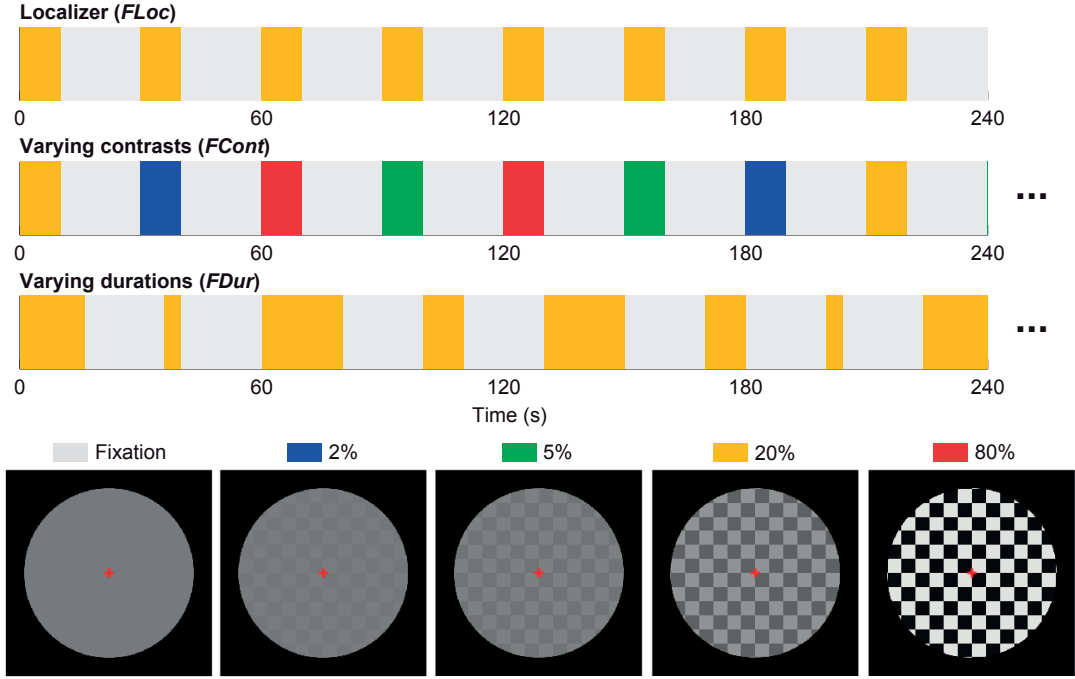 Localizer (FLoc)
0 60 120 180 240
Varying contrasts (FCont)
...
0 60 120 180 240
Varying durations (FDur)
...
0 60 120 180 240
Time (s)
Fixation 2% 5% 20% 80%